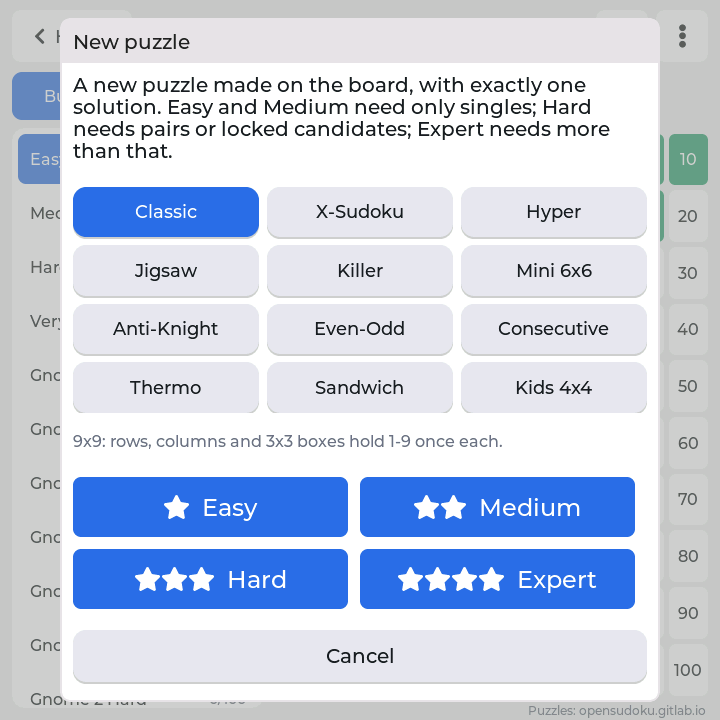 New puzzle
A new puzzle made on the board, with exactly one
solution. Easy and Medium need only singles; Hard
needs pairs or locked candidates; Expert needs more
than that.
Classic
X-Sudoku
Hyper
Jigsaw
Killer
Mini 6x6
Anti-Knight
Even-Odd
Consecutive
Thermo
Sandwich
Kids 4x4
9x9: rows, columns and 3x3 boxes hold 1-9 once each.
Easy
Medium
Hard
Expert
Cancel
10
20
30
40
50
60
70
80
90
100
Puzzles: opensudoku.gitlab.io